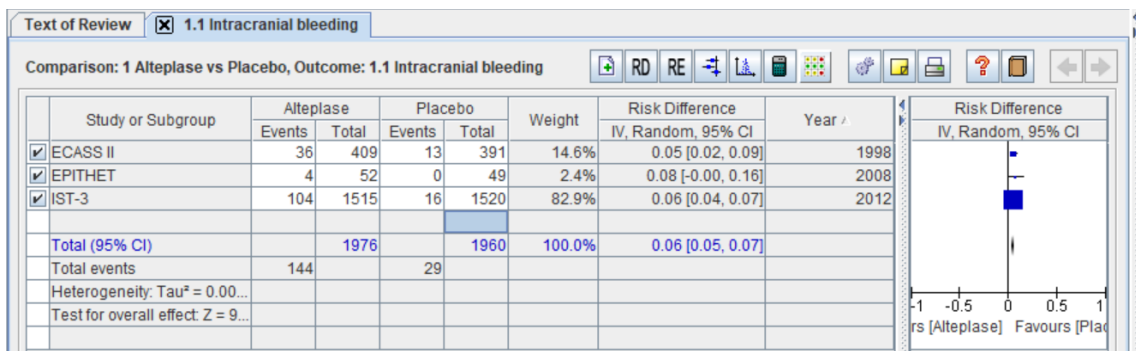 Text of Review 1.1 Intracranial bleeding
Comparison: 1 Alteplase vs Placebo, Outcome: 1.1 Intracranial bleeding RD RE ?
Study or Subgroup Alteplase Placebo Weight Risk Difference Year Risk Difference
Events Total Events Total IV, Random, 95% CI IV, Random, 95% CI
ECASS II 36 409 13 391 14.6% 0.05 [0.02, 0.09] 1998
EPITHET 4 52 0 49 2.4% 0.08 [-0.00, 0.16] 2008
IST-3 104 1515 16 1520 82.9% 0.06 [0.04, 0.07] 2012
Total (95% CI) 1976 1960 100.0% 0.06 [0.05, 0.07]
Total events 144 29
Heterogeneity: Tau² = 0.00...
Test for overall effect: Z = 9...
-1 -0.5 0 0.5 1
rs [Alteplase] Favours [Plac